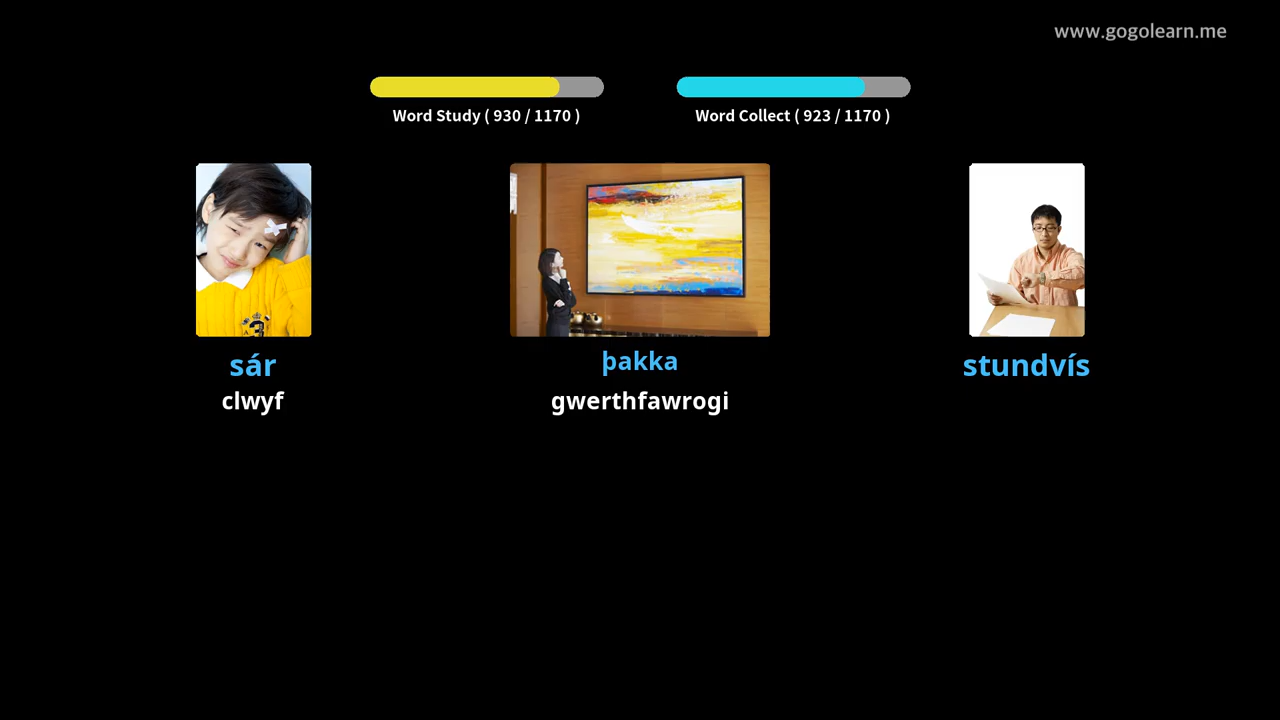 www.gogolearn.me
Word Study ( 930 / 1170 )
Word Collect ( 923 / 1170 )
sár
þakka
stundvís
clwyf
gwerthfawrogi